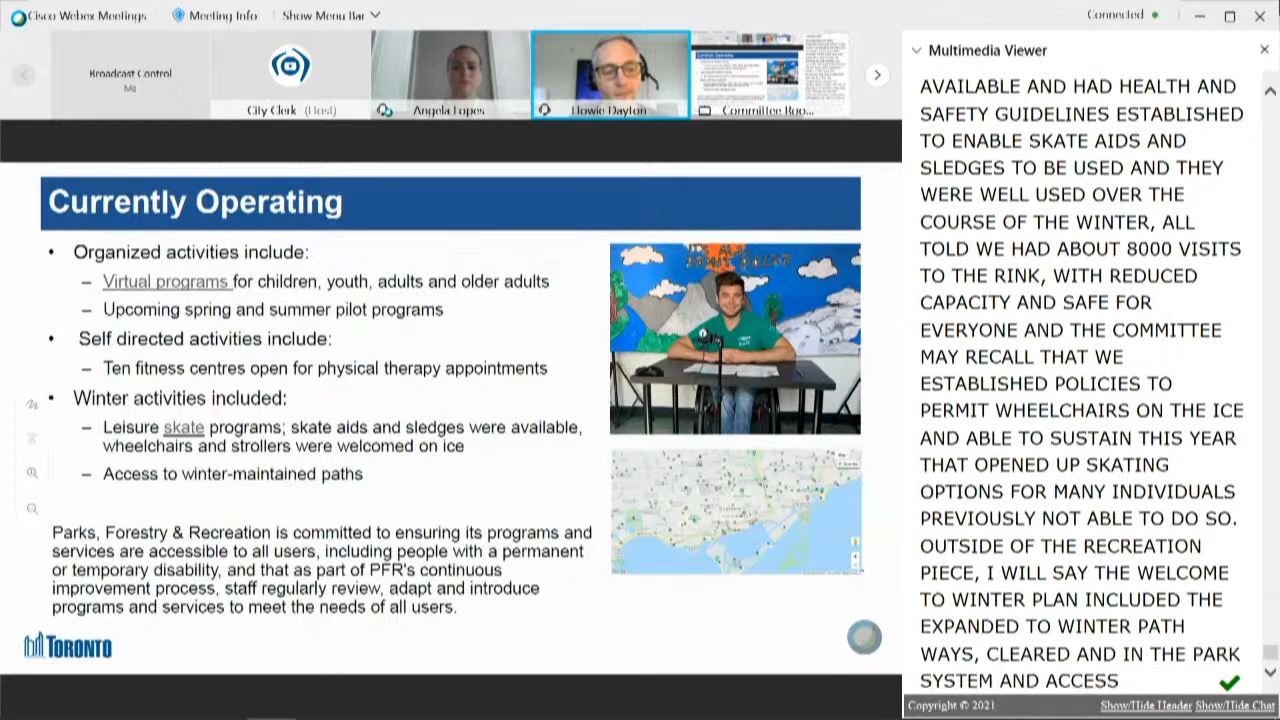 Cisco Webex Meetings
Meeting Info
Show Menu Bar
Connected
Broadcast Control
City Clerk (Host)
Angela Lopes
Howie Dayton
Committee Roo...
Currently Operating
Currently Operating
• Organized activities include:
– Virtual programs for children, youth, adults and older adults
– Upcoming spring and summer pilot programs
• Self directed activities include:
– Ten fitness centres open for physical therapy appointments
• Winter activities included:
– Leisure skate programs; skate aids and sledges were available,
wheelchairs and strollers were welcomed on ice
– Access to winter-maintained paths
Parks, Forestry & Recreation is committed to ensuring its programs and
services are accessible to all users, including people with a permanent
or temporary disability, and that as part of PFR's continuous
improvement process, staff regularly review, adapt and introduce
programs and services to meet the needs of all users.
TORONTO
Multimedia Viewer
AVAILABLE AND HAD HEALTH AND
SAFETY GUIDELINES ESTABLISHED
TO ENABLE SKATE AIDS AND
SLEDGES TO BE USED AND THEY
WERE WELL USED OVER THE
COURSE OF THE WINTER, ALL
TOLD WE HAD ABOUT 3000 VISITS
TO THE RINK, WITH REDUCED
CAPACITY AND SAFE FOR
EVERYONE AND THE COMMITTEE
MAY RECALL THAT WE
ESTABLISHED POLICIES TO
PERMIT WHEELCHAIRS ON THE ICE
AND ABLE TO SUSTAIN THIS YEAR
THAT OPENED UP SKATING
OPTIONS FOR MANY INDIVIDUALS
PREVIOUSLY NOT ABLE TO DO SO.
OUTSIDE OF THE RECREATION
PIECE, I WILL SAY THE WELCOME
TO WINTER PLAN INCLUDED THE
EXPANDED TO WINTER PATH
WAYS, CLEARED AND IN THE PARK
SYSTEM AND ACCESS
Copyright © 2021
Show/Hide Header Show/Hide Chat